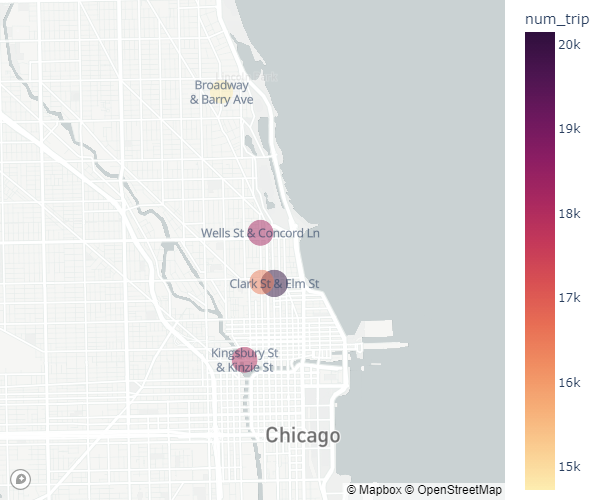 num_trip
20k
19k
18k
17k
16k
15k
Broadway
& Barry Ave
Wells St & Concord Ln
Clark St & Elm St
Kingsbury St
& Kinzie St
Chicago
© Mapbox © OpenStreetMap